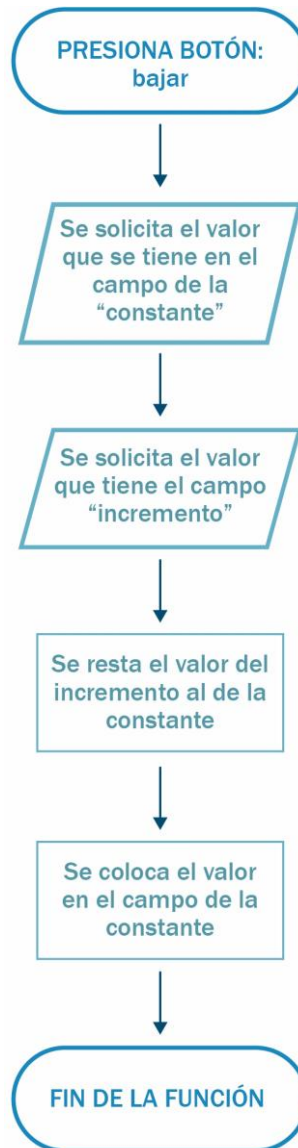 PRESIONA BOTÓN:
bajar
Se solicita el valor
que se tiene en el
campo de la
“constante”
Se solicita el valor
que tiene el campo
“incremento”
Se resta el valor del
incremento al de la
constante
Se coloca el valor
en el campo de la
constante
FIN DE LA FUNCIÓN